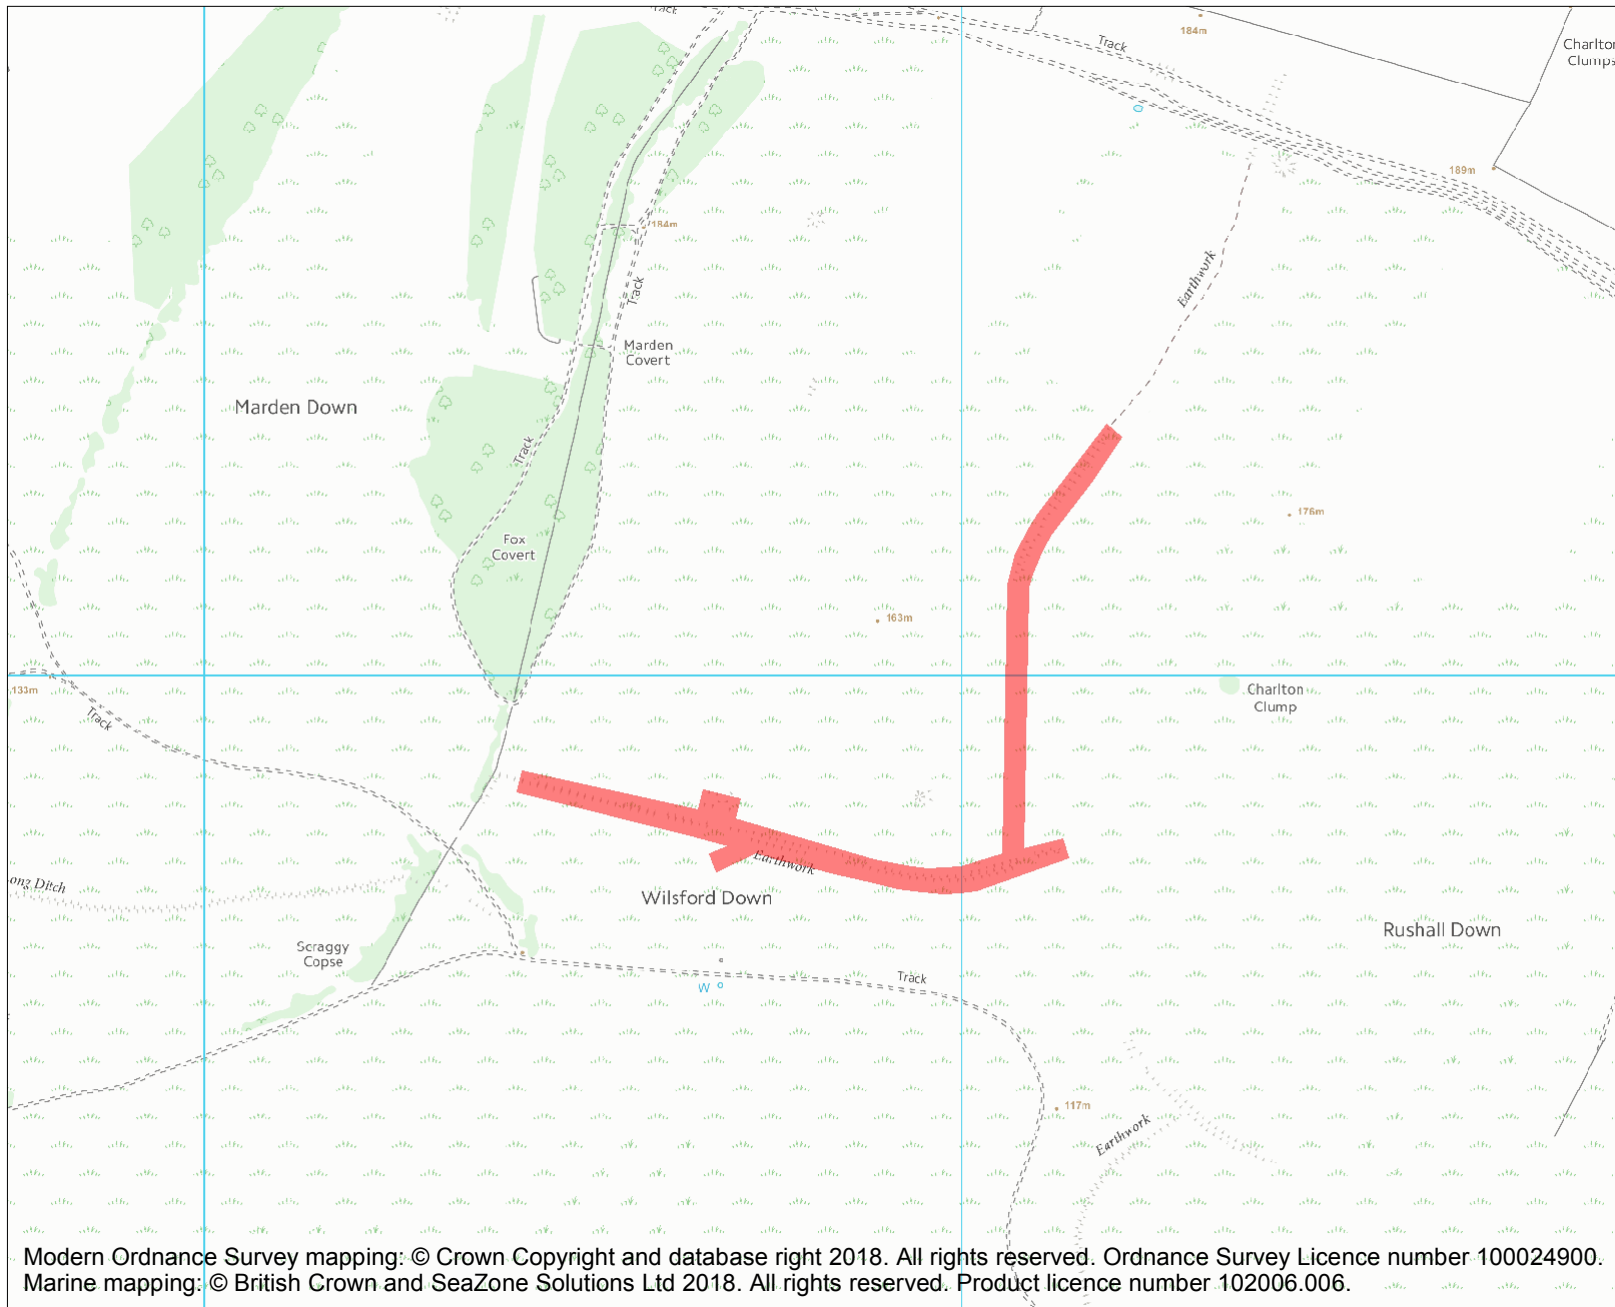 Track
184m
Track
Charlton
Clumps
189m
184m
Earthwork
Track
Marden
Covert
Marden Down
Track
176m
Fox
Covert
163m
133m
Charlton
Clump
Track
Earthwork
ong Ditch
Wilsford Down
Rushall Down
Scraggy
Copse
Track
W
117m
Earthwork
Modern Ordnance Survey mapping: © Crown Copyright and database right 2018. All rights reserved. Ordnance Survey Licence number 100024900.
Marine mapping: © British Crown and SeaZone Solutions Ltd 2018. All rights reserved. Product licence number 102006.006.